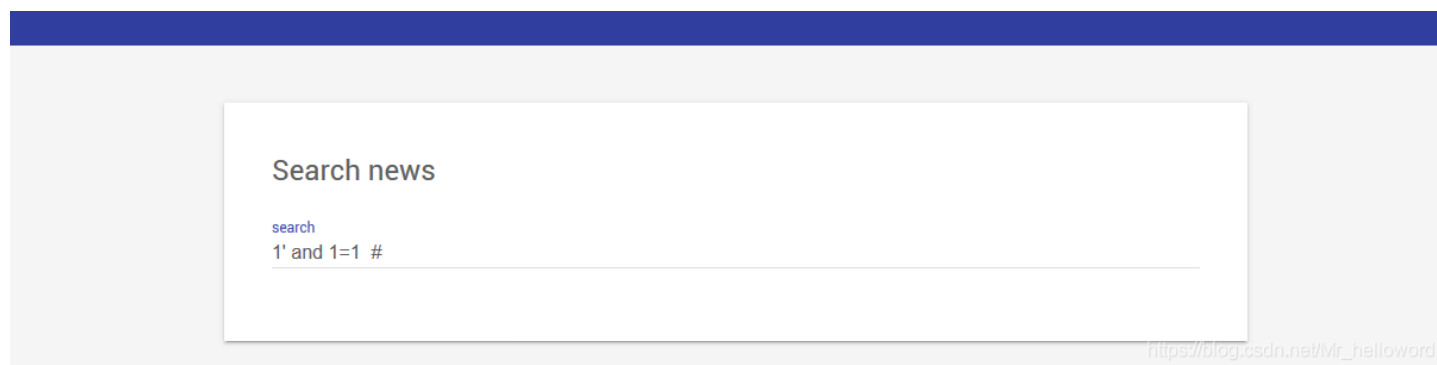 Search news
search
1' and 1=1  #
https://blog.csdn.net/Mr_helloword